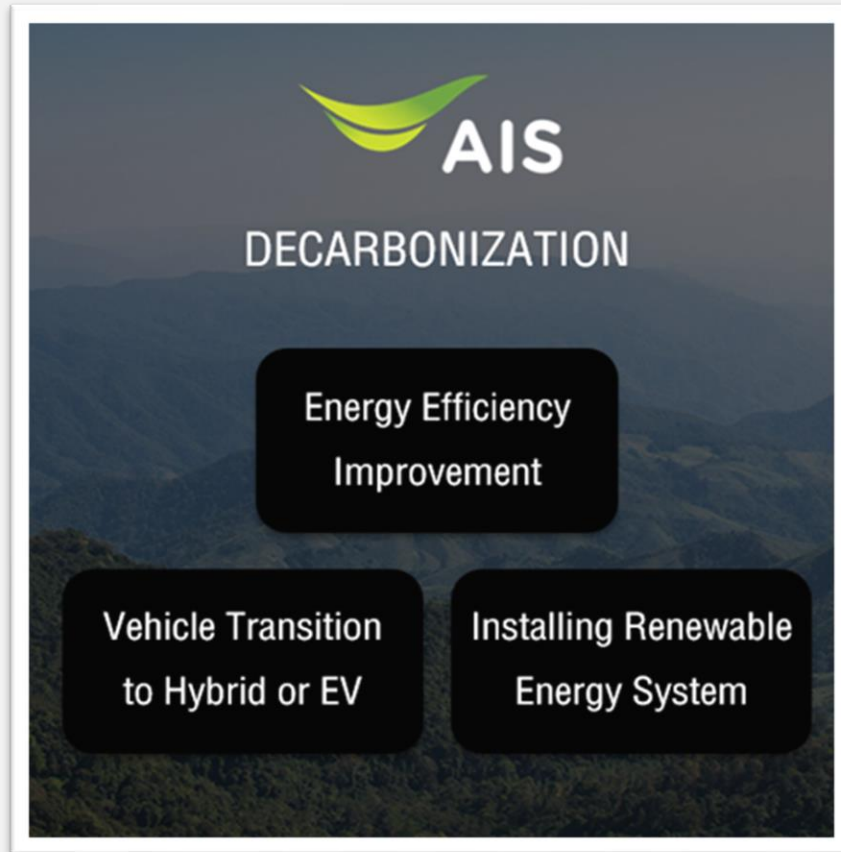 AIS
DECARBONIZATION
Energy Efficiency
Improvement
Vehicle Transition
to Hybrid or EV
Installing Renewable
Energy System